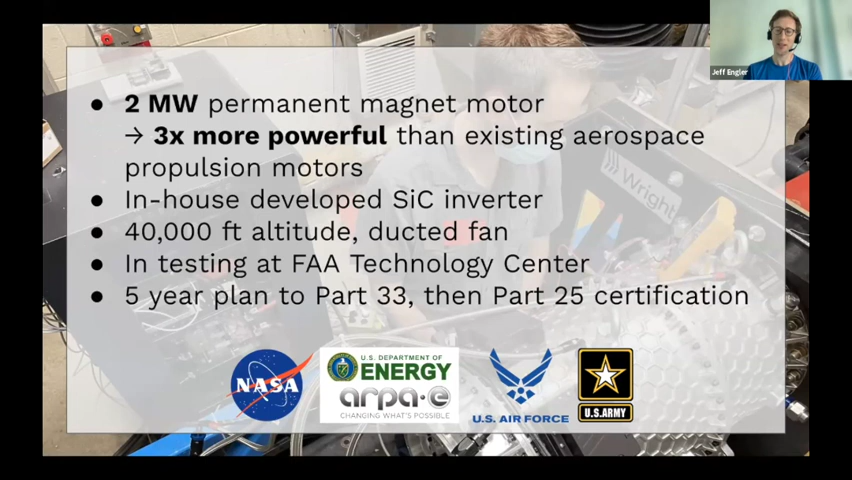 Jeff Engler
● 2 MW permanent magnet motor
→ 3x more powerful than existing aerospace
propulsion motors
● In-house developed SiC inverter
● 40,000 ft altitude, ducted fan
● In testing at FAA Technology Center
● 5 year plan to Part 33, then Part 25 certification
Wright
NASA
U.S. DEPARTMENT OF
ENERGY
arpa·e
CHANGING WHAT'S POSSIBLE
U.S. AIR FORCE
U.S.ARMY